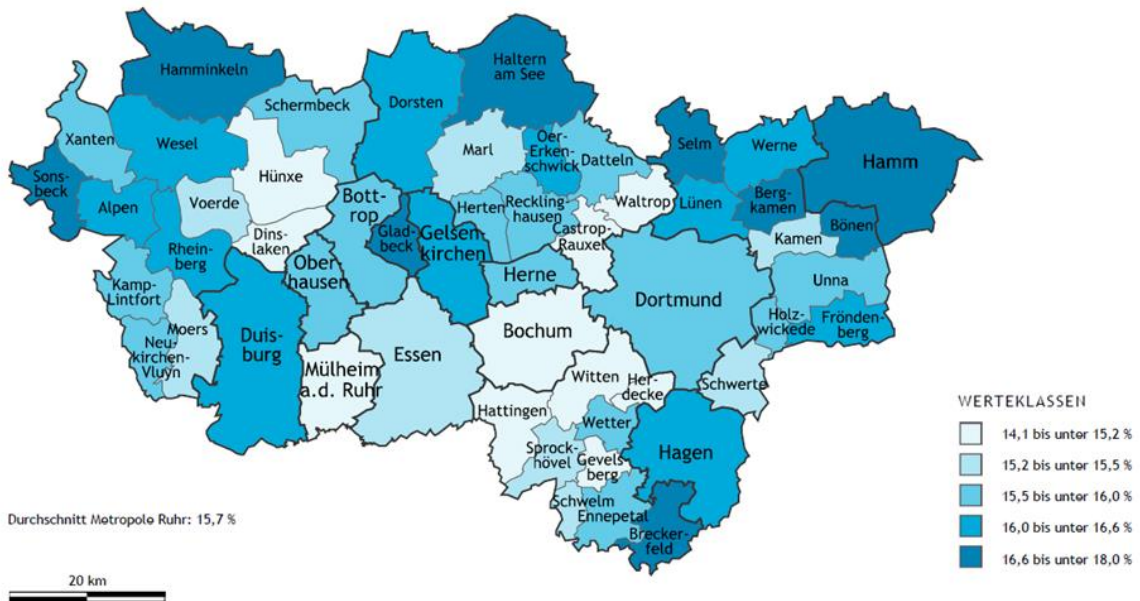 Hamminkeln
Haltern
am See
Dorsten
Schermbeck
Xanten
Wesel
Marl
Oer-
Erken-
schwick
Datteln
Selm
Werne
Hamm
Sons-
beck
Hünxe
Alpen
Voerde
Bott-
rop
Herten
Reckling-
hausen
Waltrop
Lünen
Berg-
kamen
Bönen
Dins-
laken
Glad-
beck
Gelsen-
kirchen
Castrop-
Rauxel
Kamen
Rhein-
berg
Ober
hausen
Herne
Dortmund
Unna
Kamp-
Lintfort
Holz-
wickede
Frönden-
berg
Moers
Duis-
burg
Bochum
Neu-
kirchen-
Vluyn
Mülheim
a.d. Ruhr
Essen
Witten
Her-
decke
Schwerte
Hattingen
Wetter
Hagen
Sprock-
hövel
Gevels-
berg
Schwelm
Ennepetal
Brecker-
feld
WERTEKLASSEN
14,1 bis unter 15,2 %
15,2 bis unter 15,5 %
15,5 bis unter 16,0 %
16,0 bis unter 16,6 %
16,6 bis unter 18,0 %
Durchschnitt Metropole Ruhr: 15,7 %
20 km